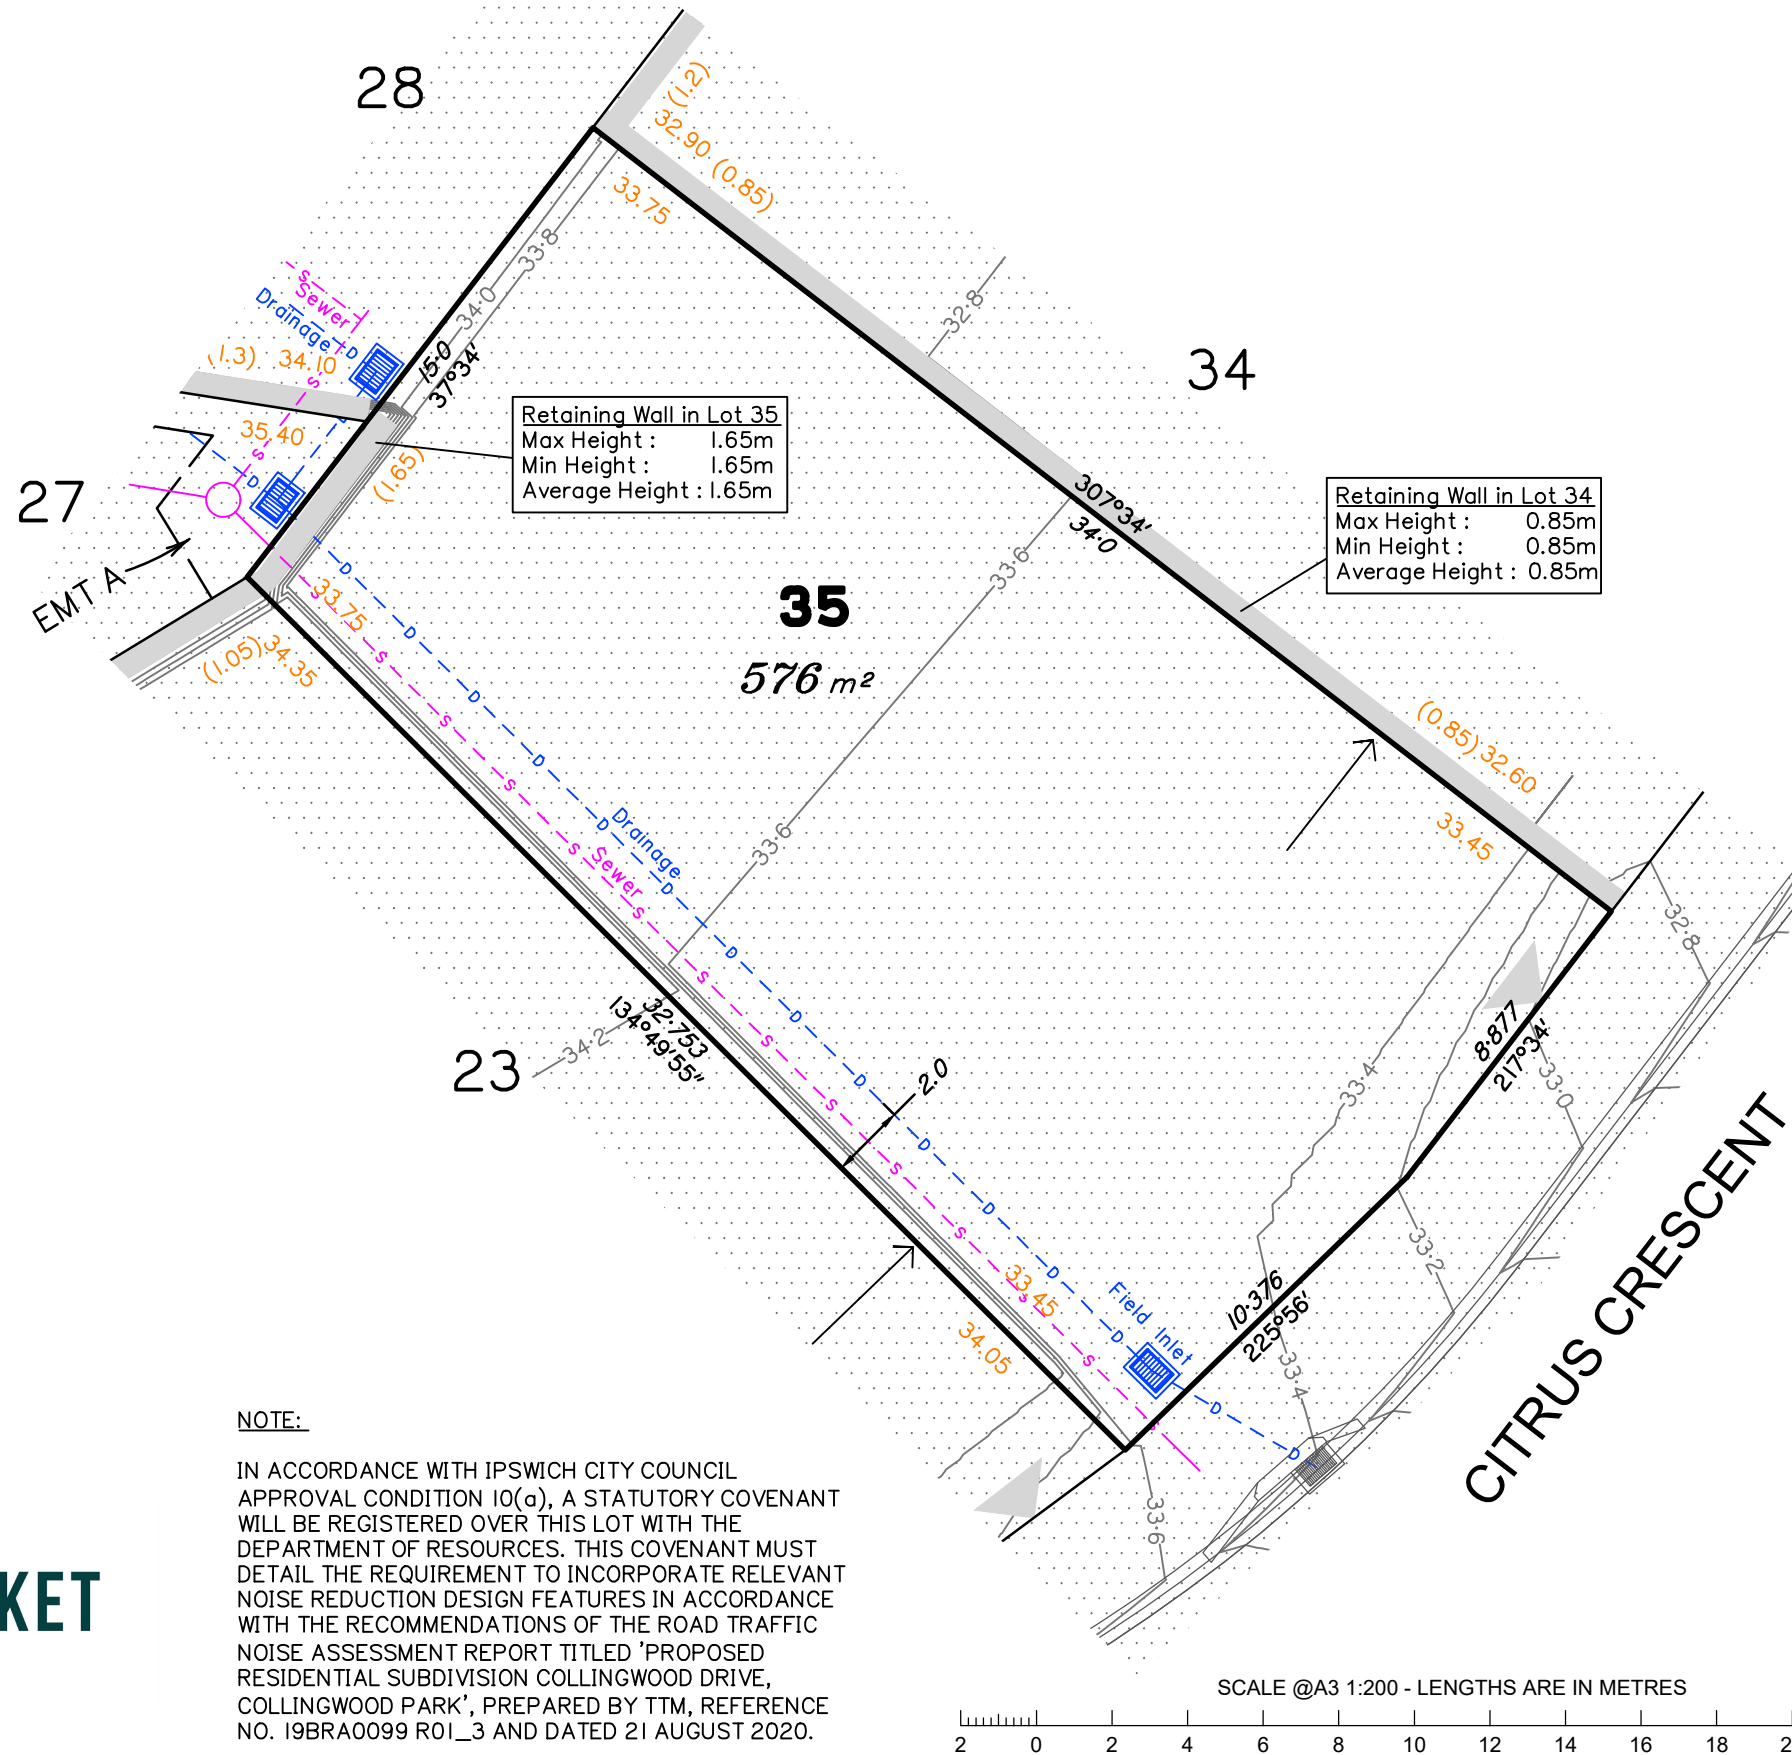 28
(1.2)
32.90 (0.85)
33.75
33.8
34.0
32.8
34
Sewer
Drainage
(1.3) 34.10
35.40
15.0
37°34'
27
EMT A
(1.65)
Retaining Wall in Lot 35
Max Height : 1.65m
Min Height : 1.65m
Average Height : 1.65m
307°34'
34.0
Retaining Wall in Lot 34
Max Height : 0.85m
Min Height : 0.85m
Average Height : 0.85m
33.75
(1.05) 34.35
35
576 m²
33.6
33.6
(0.85) 32.60
33.45
Drainage
Sewer
23
34.2
32.753
134°49'55"
2.0
33.4
32.8
8.877
217°34'
33.0
33.2
33.45
34.05
Field Inlet
10.376
225°56'
33.4
33.6
CITRUS CRESCENT
NOTE:
IN ACCORDANCE WITH IPSWICH CITY COUNCIL
APPROVAL CONDITION 10(a), A STATUTORY COVENANT
WILL BE REGISTERED OVER THIS LOT WITH THE
DEPARTMENT OF RESOURCES. THIS COVENANT MUST
DETAIL THE REQUIREMENT TO INCORPORATE RELEVANT
NOISE REDUCTION DESIGN FEATURES IN ACCORDANCE
WITH THE RECOMMENDATIONS OF THE ROAD TRAFFIC
NOISE ASSESSMENT REPORT TITLED 'PROPOSED
RESIDENTIAL SUBDIVISION COLLINGWOOD DRIVE,
COLLINGWOOD PARK', PREPARED BY TTM, REFERENCE
NO. 19BRA0099 R01_3 AND DATED 21 AUGUST 2020.
KET
SCALE @A3 1:200 - LENGTHS ARE IN METRES
2 0 2 4 6 8 10 12 14 16 18 2